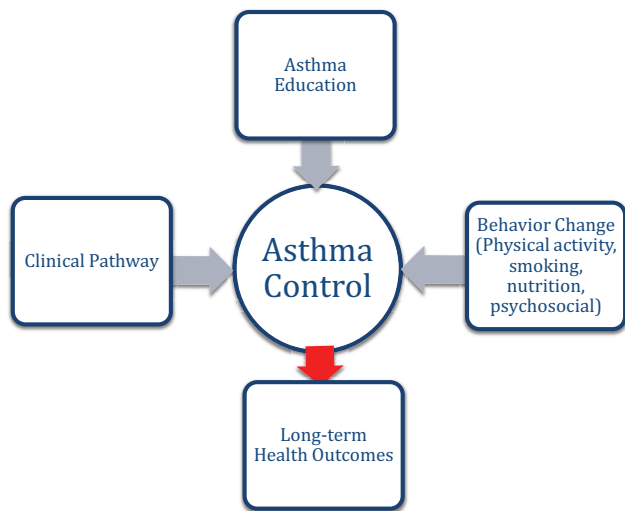 Asthma
Education
Clinical Pathway
Asthma
Control
Behavior Change
(Physical activity,
smoking,
nutrition,
psychosocial)
Long-term
Health Outcomes